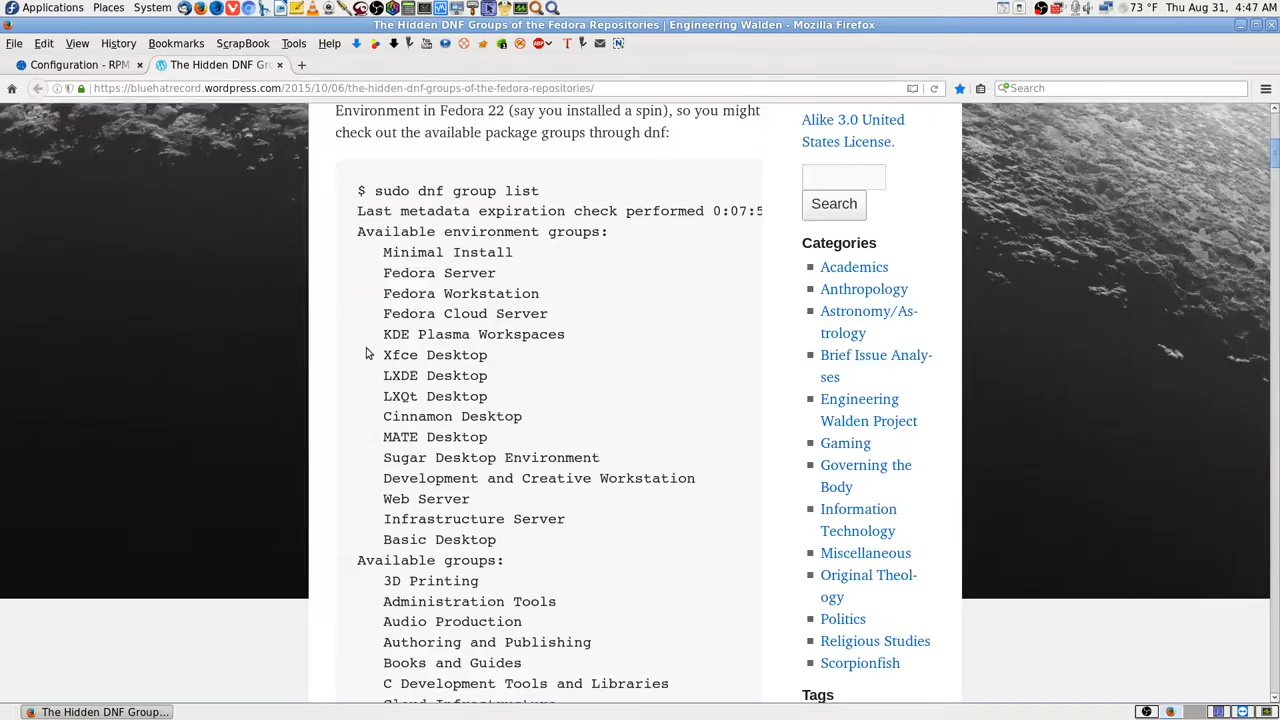 Applications Places System
73 °F Thu Aug 31, 4:47 AM
The Hidden DNF Groups of the Fedora Repositories | Engineering Walden - Mozilla Firefox
File Edit View History Bookmarks ScrapBook Tools Help
Configuration - RPM
The Hidden DNF Gr
https://bluehatrecord.wordpress.com/2015/10/06/the-hidden-dnf-groups-of-the-fedora-repositories/
Search
Environment in Fedora 22 (say you installed a spin), so you might
check out the available package groups through dnf:
$ sudo dnf group list
Last metadata expiration check performed 0:07:5
Available environment groups:
Minimal Install
Fedora Server
Fedora Workstation
Fedora Cloud Server
KDE Plasma Workspaces
Xfce Desktop
LXDE Desktop
LXQt Desktop
Cinnamon Desktop
MATE Desktop
Sugar Desktop Environment
Development and Creative Workstation
Web Server
Infrastructure Server
Basic Desktop
Available groups:
3D Printing
Administration Tools
Audio Production
Authoring and Publishing
Books and Guides
C Development Tools and Libraries
Alike 3.0 United
States License.
Search
Categories
Academics
Anthropology
Astronomy/As-
trology
Brief Issue Analy-
ses
Engineering
Walden Project
Gaming
Governing the
Body
Information
Technology
Miscellaneous
Original Theol-
ogy
Politics
Religious Studies
Scorpionfish
Tags
The Hidden DNF Group...